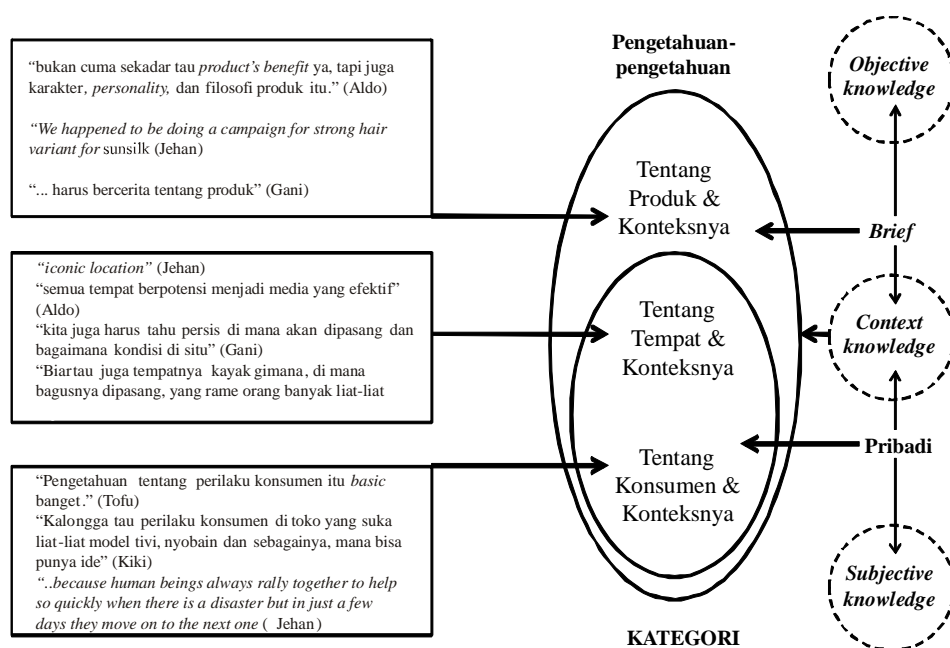 “bukan cuma sekadar tau product’s benefit ya, tapi juga
karakter, personality, dan filosofi produk itu.” (Aldo)
“We happened to be doing a campaign for strong hair
variant for sunsilk (Jehan)
“... harus bercerita tentang produk” (Gani)
“iconic location” (Jehan)
“semua tempat berpotensi menjadi media yang efektif”
(Aldo)
“kita juga harus tahu persis di mana akan dipasang dan
bagaimana kondisi di situ” (Gani)
“Biartau juga tempatnya kayak gimana, di mana
bagusnya dipasang, yang rame orang banyak liat-liat
“Pengetahuan tentang perilaku konsumen itu basic
banget.” (Tofu)
“Kalongga tau perilaku konsumen di toko yang suka
liat-liat model tivi, nyobain dan sebagainya, mana bisa
punya ide” (Kiki)
“..because human beings always rally together to help
so quickly when there is a disaster but in just a few
days they move on to the next one ( Jehan)
Pengetahuan-
pengetahuan
Tentang
Produk &
Konteksnya
Tentang
Tempat &
Konteksnya
Tentang
Konsumen &
Konteksnya
KATEGORI
Objective
knowledge
Brief
Context
knowledge
Pribadi
Subjective
knowledge